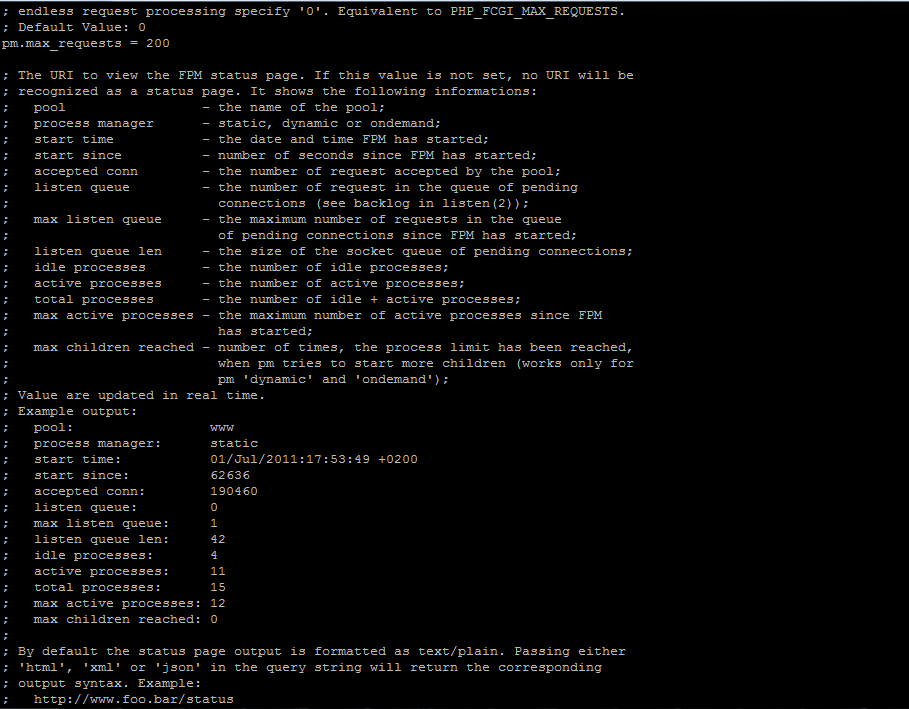 ; endless request processing specify '0'. Equivalent to PHP_FCGI_MAX_REQUESTS.
; Default Value: 0
pm.max_requests = 200

; The URI to view the FPM status page. If this value is not set, no URI will be
; recognized as a status page. It shows the following informations:
;   pool                 - the name of the pool;
;   process manager      - static, dynamic or ondemand;
;   start time           - the date and time FPM has started;
;   start since          - number of seconds since FPM has started;
;   accepted conn        - the number of request accepted by the pool;
;   listen queue         - the number of request in the queue of pending
;                          connections (see backlog in listen(2));
;   max listen queue     - the maximum number of requests in the queue
;                          of pending connections since FPM has started;
;   listen queue len     - the size of the socket queue of pending connections;
;   idle processes       - the number of idle processes;
;   active processes     - the number of active processes;
;   total processes      - the number of idle + active processes;
;   max active processes - the maximum number of active processes since FPM
;                          has started;
;   max children reached - number of times, the process limit has been reached,
;                          when pm tries to start more children (works only for
;                          pm 'dynamic' and 'ondemand');
; Value are updated in real time.
; Example output:
;   pool:                 www
;   process manager:      static
;   start time:           01/Jul/2011:17:53:49 +0200
;   start since:          62636
;   accepted conn:        190460
;   listen queue:         0
;   max listen queue:     1
;   listen queue len:     42
;   idle processes:       4
;   active processes:     11
;   total processes:      15
;   max active processes: 12
;   max children reached: 0
;
; By default the status page output is formatted as text/plain. Passing either
; 'html', 'xml' or 'json' in the query string will return the corresponding
; output syntax. Example:
;   http://www.foo.bar/status